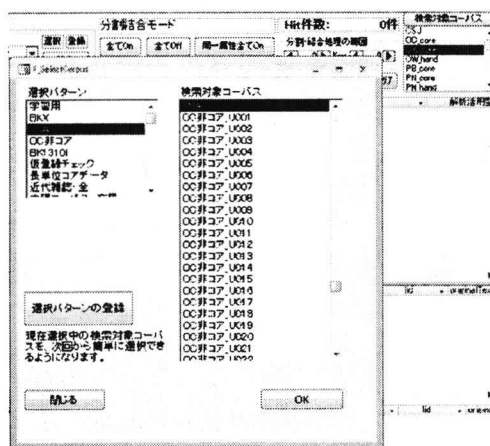 分割結合モード
Hit件数: 0件
検索対象コーパス
選択 登録
全てOn 全てOff 同一属性全てOn
分割・結合処理の範囲
CSJ
OC_core
OW_hand
PB_core
PN_core
PN_hand
F_SelectCorpus
選択パターン
検索対象コーパス
学習用
BKX
OC非コア
BK1310I
仮登録チェック
長単位コアデータ
近代雑誌・全
OC非コア_U001
OC非コア_U002
OC非コア_U003
OC非コア_U004
OC非コア_U005
OC非コア_U006
OC非コア_U007
OC非コア_U008
OC非コア_U009
OC非コア_U010
OC非コア_U011
OC非コア_U012
OC非コア_U013
OC非コア_U014
OC非コア_U015
OC非コア_U016
OC非コア_U017
OC非コア_U018
OC非コア_U019
OC非コア_U020
OC非コア_U021
OC非コア_U022
選択パターンの登録
現在選択中の検索対象コーパ
スを、次回から簡単に選択でき
るようになります。
閉じる
OK
lid
lid